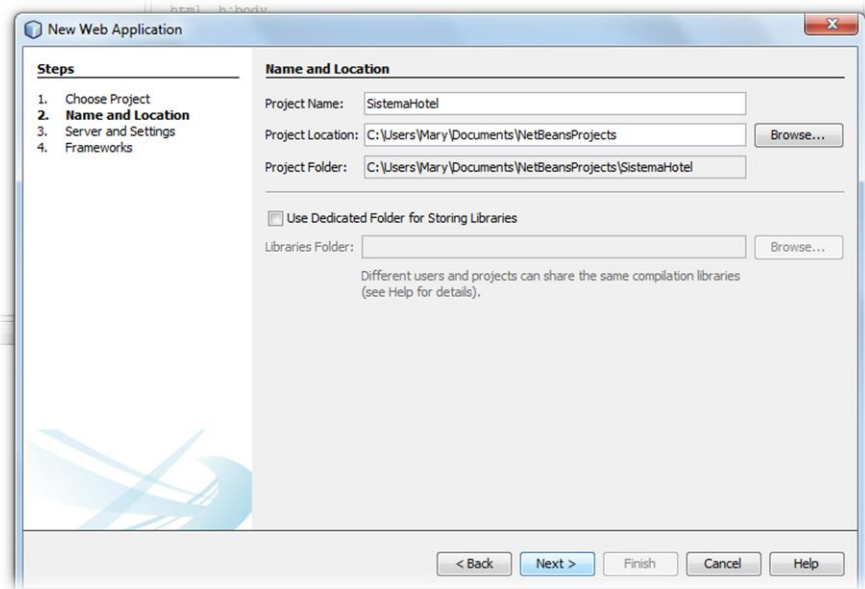 html h:body
New Web Application
Steps
1. Choose Project
2. Name and Location
3. Server and Settings
4. Frameworks
Name and Location
Project Name: SistemaHotel
Project Location: C:\Users\Mary\Documents\NetBeansProjects Browse...
Project Folder: C:\Users\Mary\Documents\NetBeansProjects\SistemaHotel
Use Dedicated Folder for Storing Libraries
Libraries Folder: Browse...
Different users and projects can share the same compilation libraries
(see Help for details).
< Back Next > Finish Cancel Help